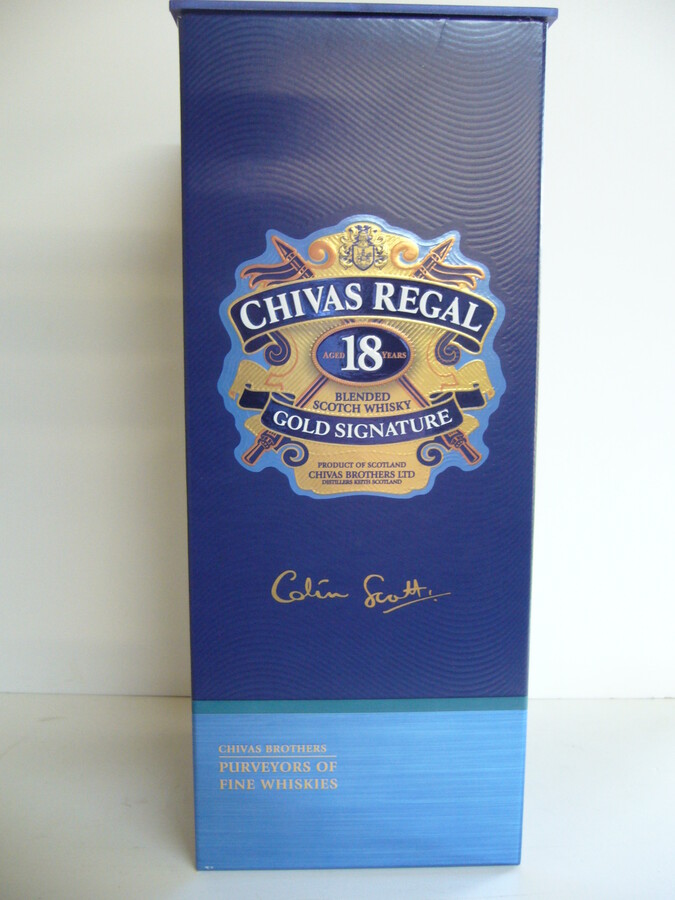 CHIVAS REGAL
AGED 18 YEARS
BLENDED
SCOTCH WHISKY
GOLD SIGNATURE
PRODUCT OF SCOTLAND
CHIVAS BROTHERS LTD
DISTILLERS KEITH SCOTLAND
Colin Scott.
CHIVAS BROTHERS
PURVEYORS OF
FINE WHISKIES